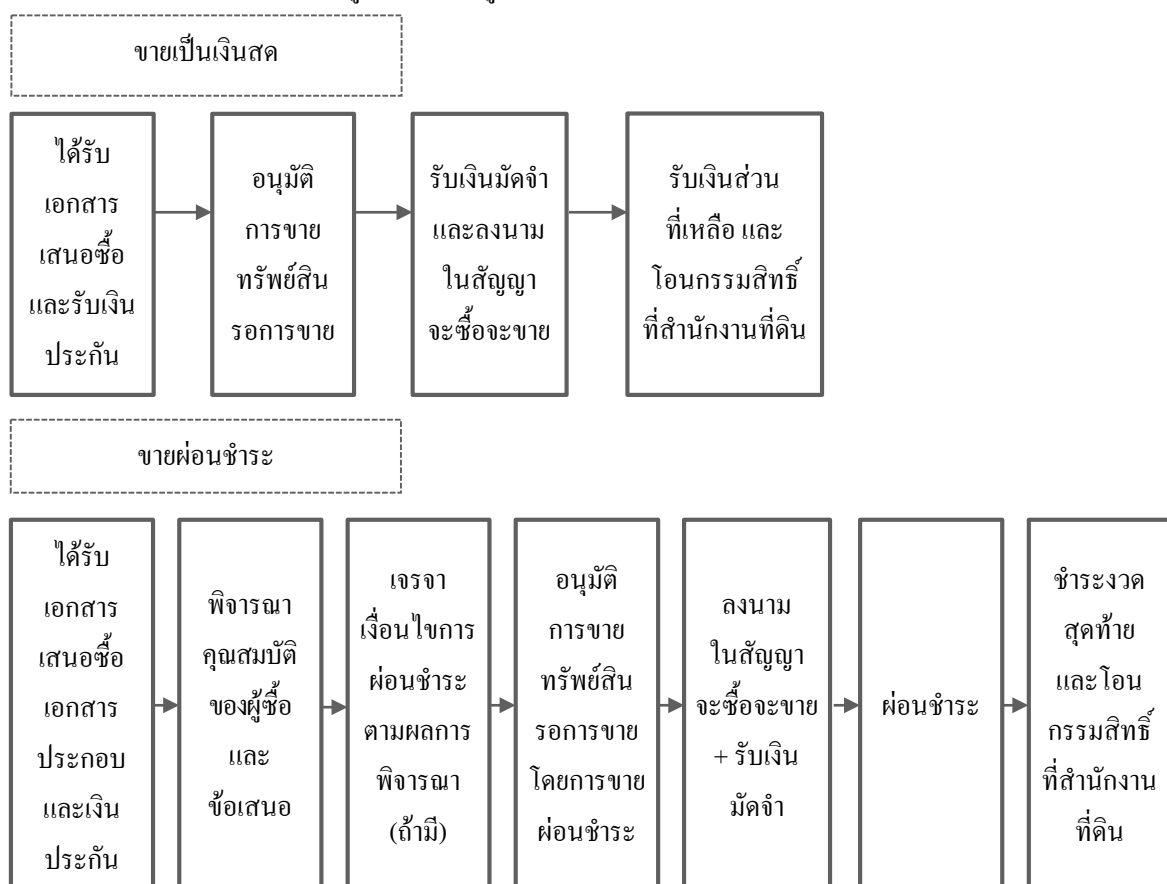 ขายเป็นเงินสด
ได้รับ
เอกสาร
เสนอซื้อ
และรับเงิน
ประกัน
อนุมัติ
การขาย
ทรัพย์สิน
รอการขาย
รับเงินมัดจำ
และลงนาม
ในสัญญา
จะซื้อจะขาย
รับเงินส่วน
ที่เหลือ และ
โอนกรรมสิทธิ์
ที่สำนักงานที่ดิน
ขายผ่อนชำระ
ได้รับ
เอกสาร
เสนอซื้อ
เอกสาร
ประกอบ
และเงิน
ประกัน
พิจารณา
คุณสมบัติ
ของผู้ซื้อ
และ
ข้อเสนอ
เจรจา
เงื่อนไขการ
ผ่อนชำระ
ตามผลการ
พิจารณา
(ถ้ามี)
อนุมัติ
การขาย
ทรัพย์สิน
รอการขาย
โดยการขาย
ผ่อนชำระ
ลงนาม
ในสัญญา
จะซื้อจะขาย
+ รับเงิน
มัดจำ
ผ่อนชำระ
ชำระงวด
สุดท้าย
และโอน
กรรมสิทธิ์
ที่สำนักงาน
ที่ดิน